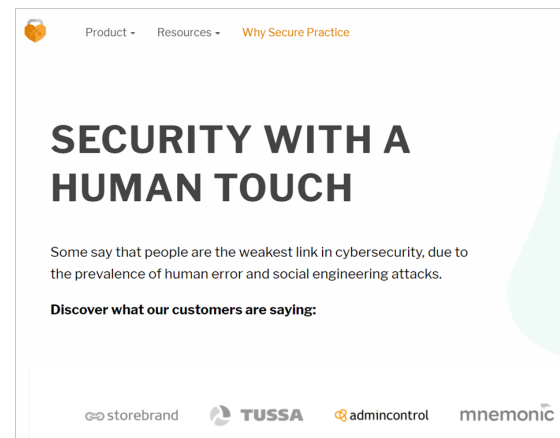 Product Resources Why Secure Practice
SECURITY WITH A
HUMAN TOUCH
Some say that people are the weakest link in cybersecurity, due to
the prevalence of human error and social engineering attacks.
Discover what our customers are saying:
storebrand TUSSA admincontrol mnemonic